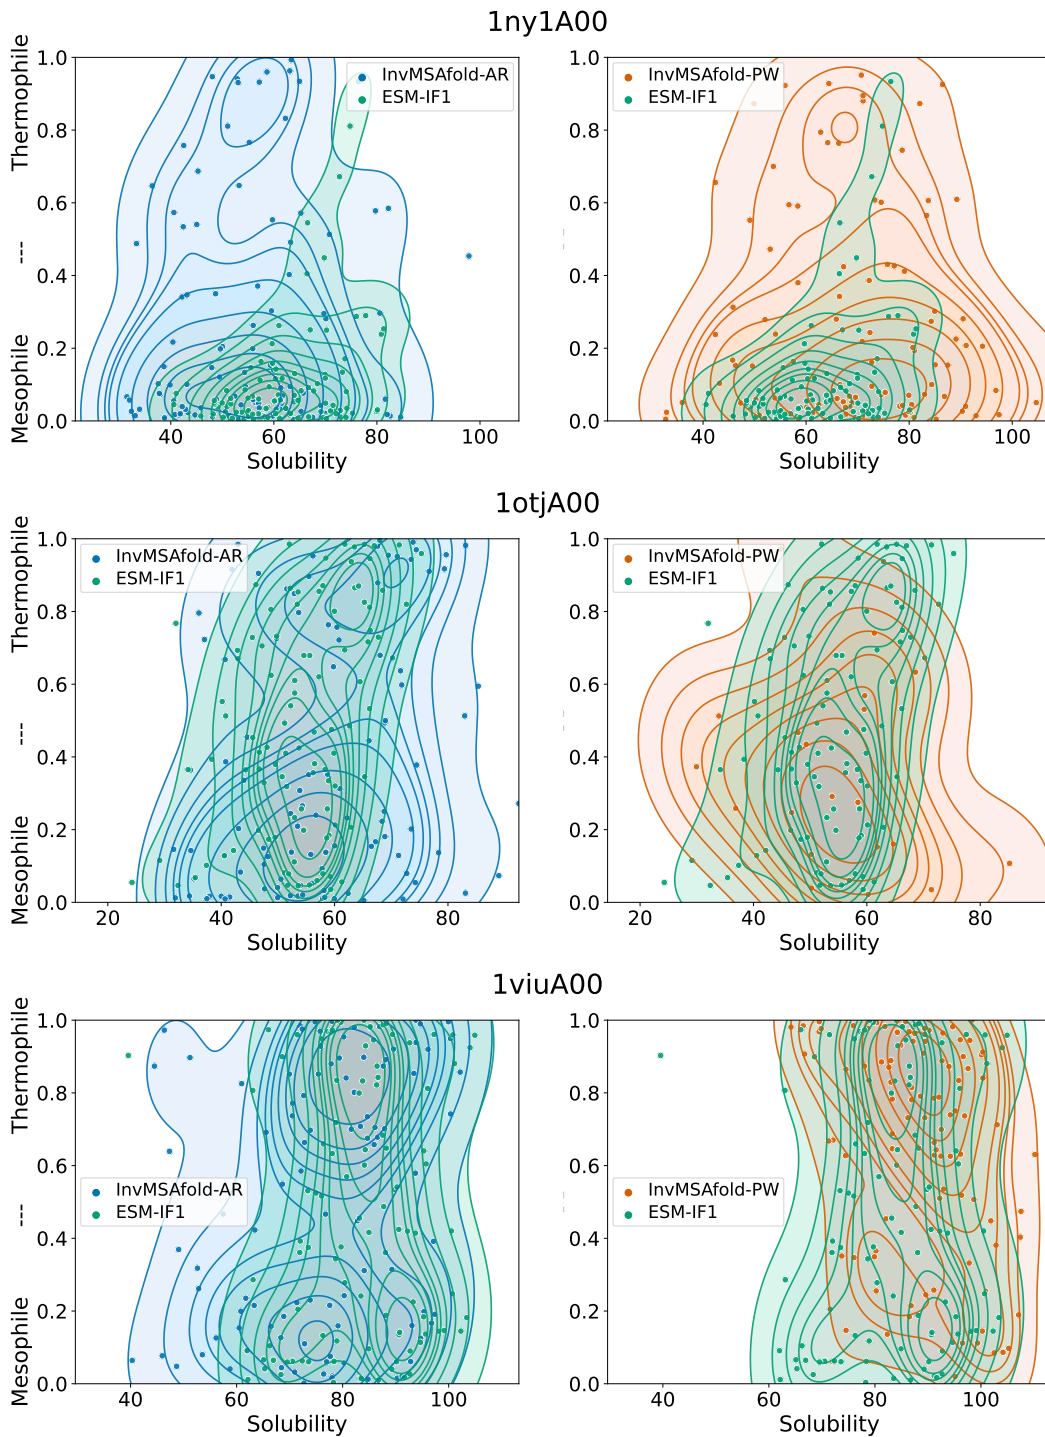 1ny1A00
Thermophile
---
Mesophile
1.0
0.8
0.6
0.4
0.2
0.0
InvMSAfold-AR
ESM-IF1
40 60 80 100
Solubility
1.0
0.8
0.6
0.4
0.2
0.0
InvMSAfold-PW
ESM-IF1
40 60 80 100
Solubility
1otjA00
Thermophile
---
Mesophile
1.0
0.8
0.6
0.4
0.2
0.0
InvMSAfold-AR
ESM-IF1
20 40 60 80
Solubility
1.0
0.8
0.6
0.4
0.2
0.0
InvMSAfold-PW
ESM-IF1
20 40 60 80
Solubility
1viuA00
Thermophile
---
Mesophile
1.0
0.8
0.6
0.4
0.2
0.0
InvMSAfold-AR
ESM-IF1
40 60 80 100
Solubility
1.0
0.8
0.6
0.4
0.2
0.0
InvMSAfold-PW
ESM-IF1
40 60 80 100
Solubility